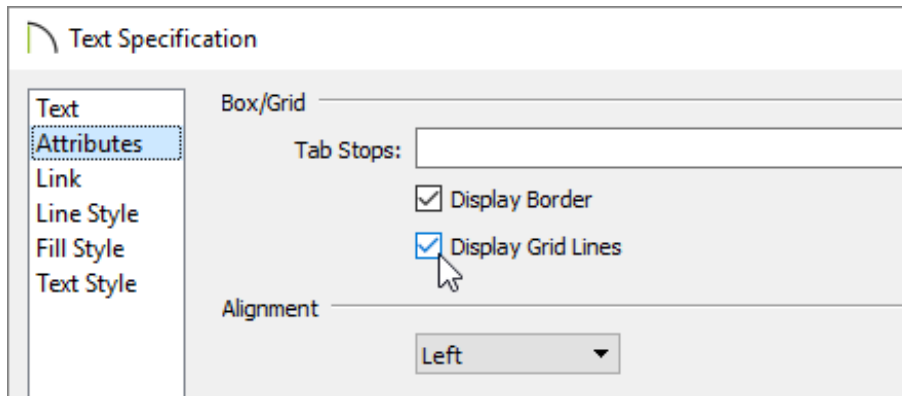 Text Specification
Text
Attributes
Link
Line Style
Fill Style
Text Style
Box/Grid
Tab Stops:
Display Border
Display Grid Lines
Alignment
Left